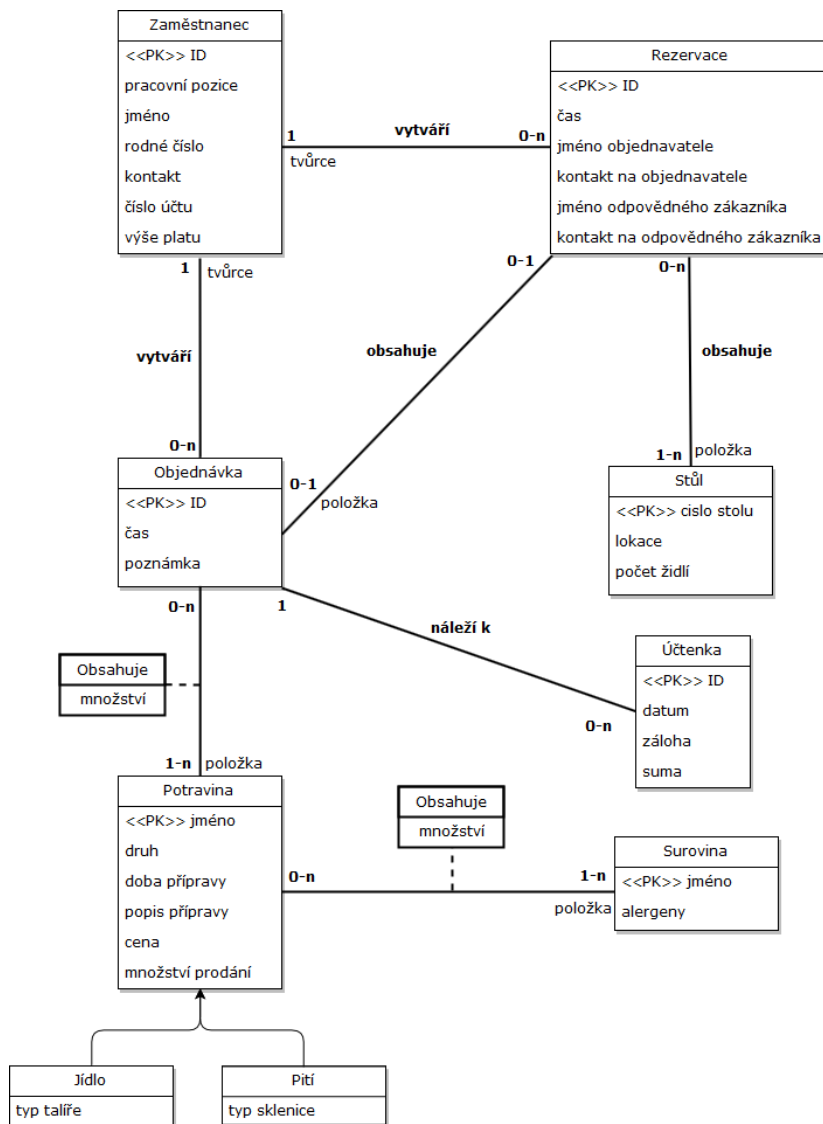 Zaměstnanec
<<PK>> ID
pracovní pozice
jméno
rodné číslo
kontakt
číslo účtu
výše platu
Rezervace
<<PK>> ID
čas
jméno objednavatele
kontakt na objednavatele
jméno odpovědného zákazníka
kontakt na odpovědného zákazníka
1
vytváří
0-n
tvůrce
1
tvůrce
vytváří
0-n
0-1
obsahuje
0-1
položka
0-n
obsahuje
1-n
položka
Objednávka
<<PK>> ID
čas
poznámka
Stůl
<<PK>> cislo stolu
lokace
počet židlí
1
náleží k
0-n
Účtenka
<<PK>> ID
datum
záloha
suma
0-n
Obsahuje
množství
1-n
položka
Potravina
<<PK>> jméno
druh
doba přípravy
popis přípravy
cena
množství prodání
Obsahuje
množství
0-n
1-n
položka
Surovina
<<PK>> jméno
alergeny
Jídlo
typ talíře
Pití
typ sklenice